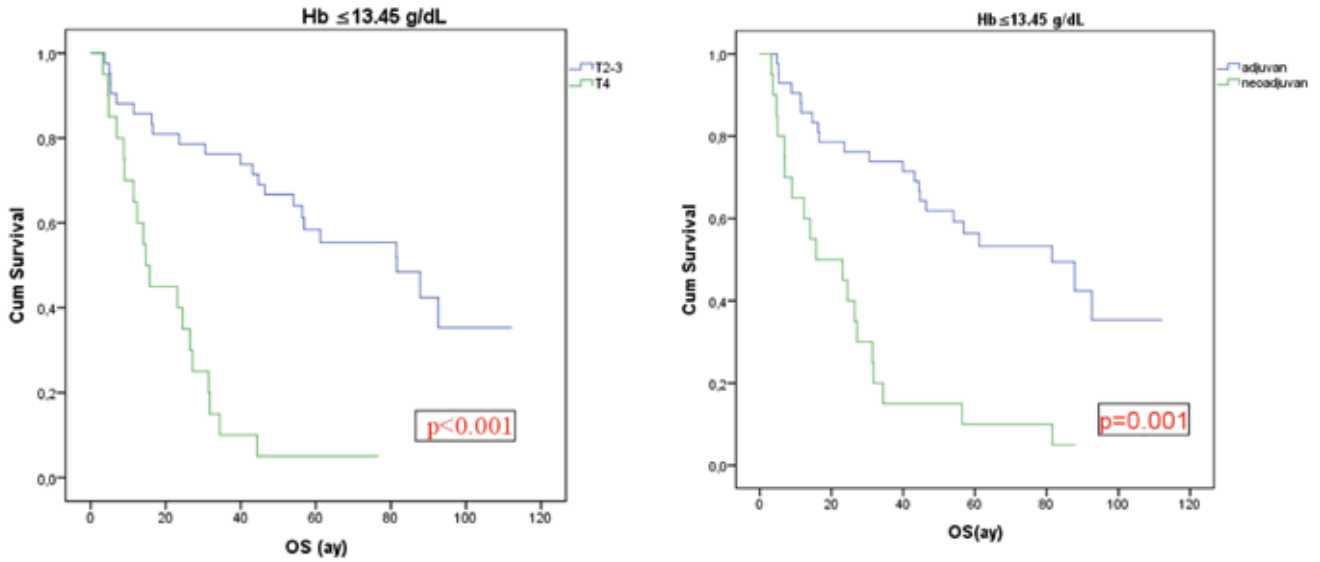 Hb ≤13.45 g/dL
T2-3
T4
1,0
0,8
0,6
0,4
0,2
0,0
Cum Survival
p<0.001
0 20 40 60 80 100 120
OS (ay)
Hb≤13.45 g/dL
adjuvan
neoadjuvan
1,0
0,8
0,6
0,4
0,2
0,0
Cum Survival
p=0.001
0 20 40 60 80 100 120
OS(ay)